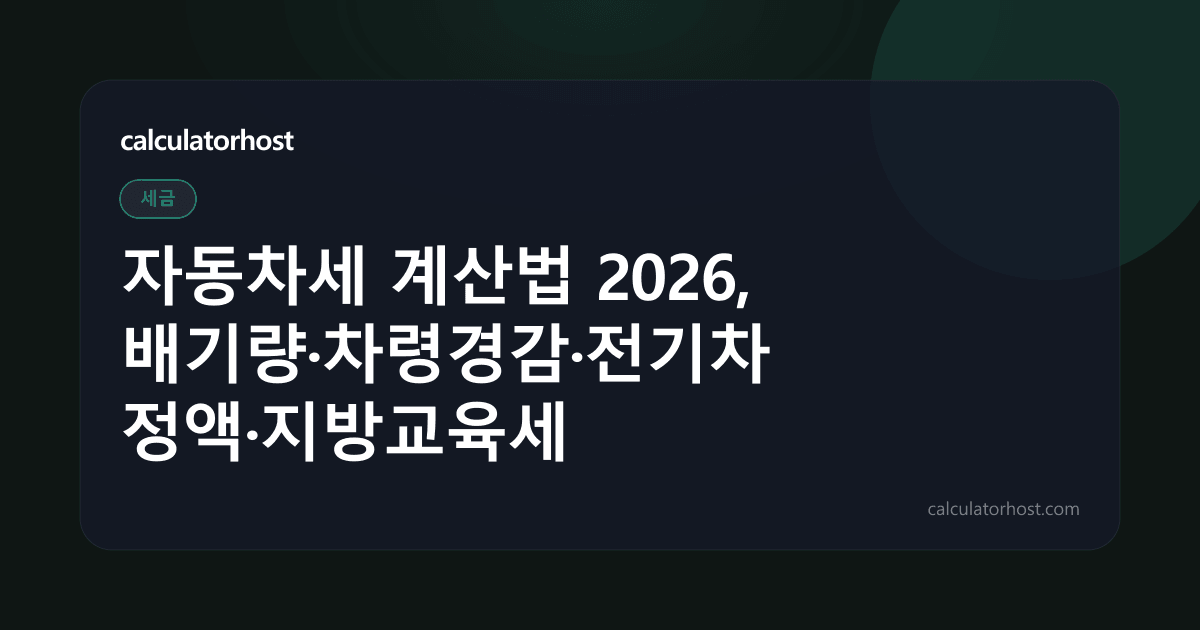 calculatorhost
세금
자동차세 계산법 2026,
배기량·차령경감·전기차
정액·지방교육세
calculatorhost.com